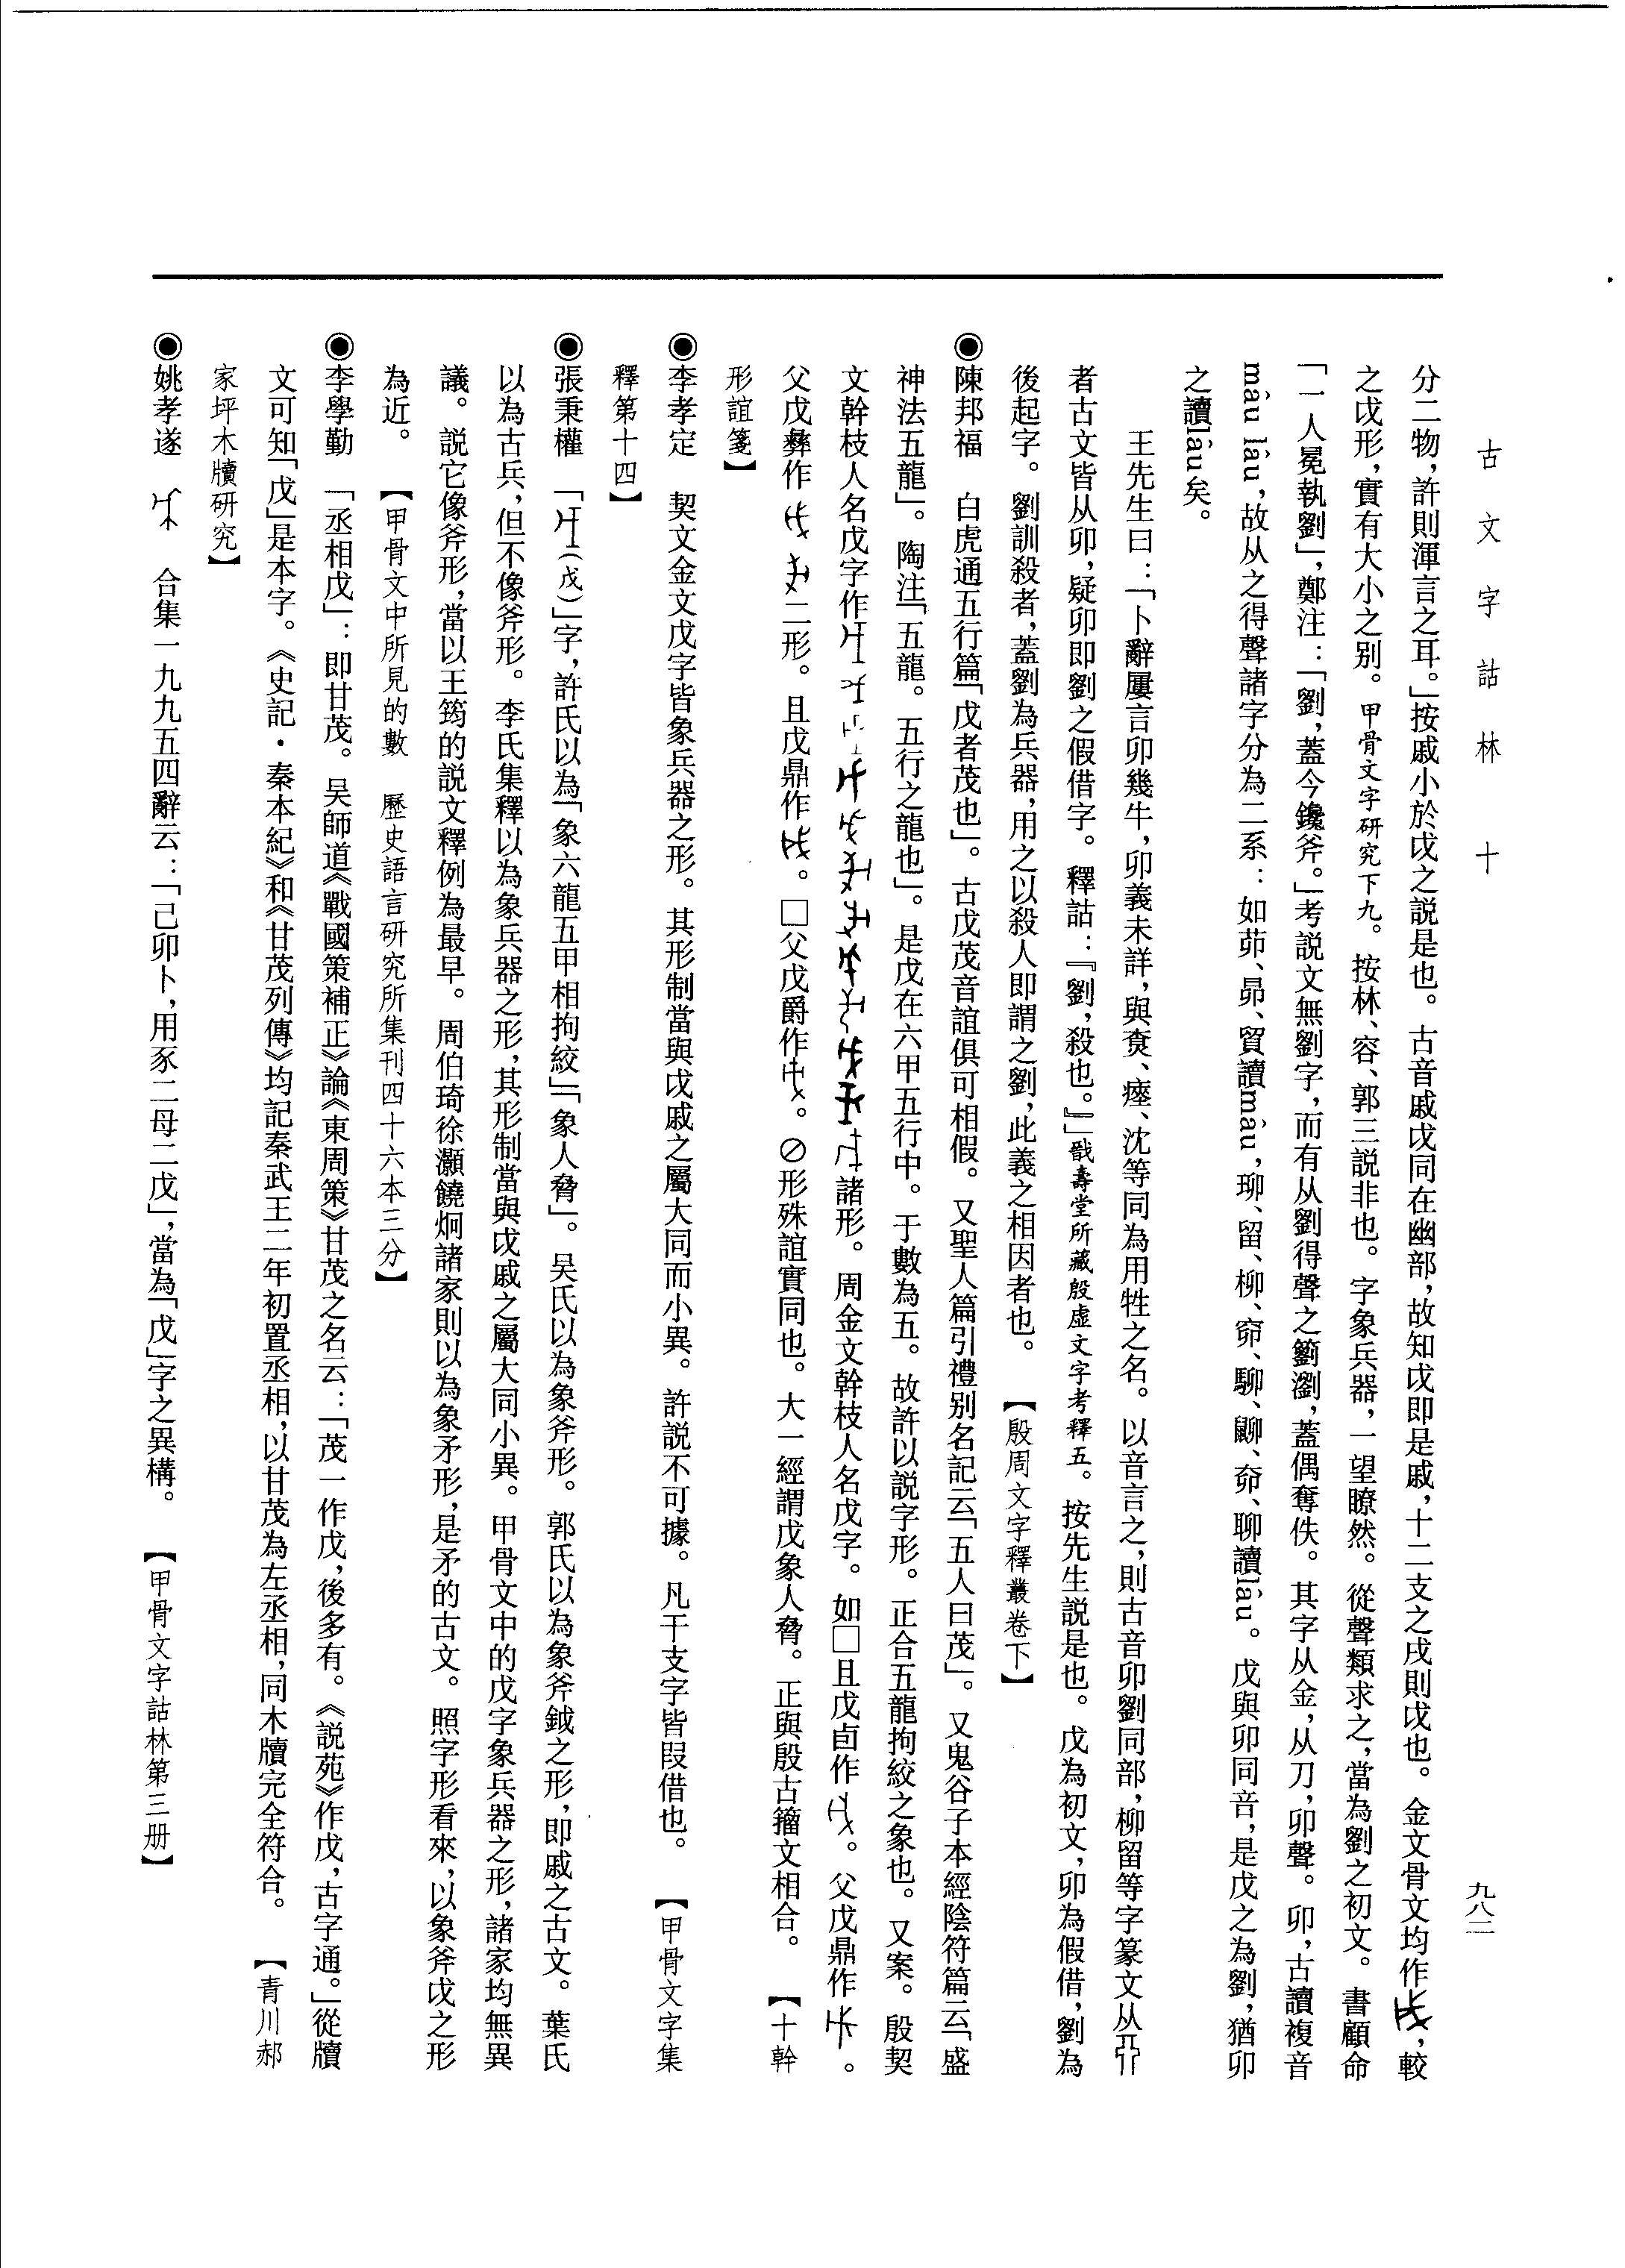 古文字詁林 十
九八二
分二物，許則渾言之耳。」按戚小於戉之説是也。古音戚戉同在幽部，故知戉即是戚，十二支之戌則戉也。金文骨文均作，較
之戉形，實有大小之别。甲骨文字研究下九。按林、容、郭三説非也。字象兵器，一望瞭然。從聲類求之，當為劉之初文。書顧命
「一人冕執劉」，鄭注：「劉，蓋今鑱斧。」考説文無劉字，而有从劉得聲之籀瀏，蓋偶奪佚。其字从金，从刀，卯聲。卯，古讀複音
mâu lâu，故从之得聲諸字分為二系：如茆、昴、貿讀mâu，珋、留、柳、窌、駵、鼺、奅、聊讀lâu。戊與卯同音，是戊之為劉，猶卯
之讀lâu矣。
王先生曰：「卜辭屢言卯幾牛，卯義未詳，與尞、瘞、沈等同為用牲之名。以音言之，則古音卯劉同部，柳留等字篆文从丣
者古文皆从卯，疑卯即劉之假借字。釋詁：『劉，殺也。』」戩壽堂所藏殷虚文字考釋五。按先生説是也。戊為初文，卯為假借，劉為
後起字。劉訓殺者，蓋劉為兵器，用之以殺人即謂之劉，此義之相因者也。【殷周文字釋叢卷下】
◉陳邦福 白虎通五行篇「戊者茂也」。古戊茂音誼俱可相假。又聖人篇引禮别名記云「五人曰茂」。又鬼谷子本經陰符篇云「盛
神法五龍」。陶注「五龍。五行之龍也」。是戊在六甲五行中。于數為五。故許以説字形。正合五龍拘絞之象也。又案。殷契
文幹枝人名戊字作諸形。周金文幹枝人名戊字。如□且戊卣作。父戊鼎作。
父戊彝作二形。且戊鼎作。□父戊爵作。⊘形殊誼實同也。大一經謂戊象人脅。正與殷古籀文相合。【十幹
形誼箋】
◉李孝定 契文金文戊字皆象兵器之形。其形制當與戉戚之屬大同而小異。許説不可據。凡干支字皆叚借也。【甲骨文字集
釋第十四】
◉張秉權 「（戊）」字，許氏以為「象六龍五甲相拘絞」「象人脅」。吴氏以為象斧形。郭氏以為象斧鉞之形，即戚之古文。葉氏
以為古兵，但不像斧形。李氏集釋以為象兵器之形，其形制當與戉戚之屬大同小異。甲骨文中的戊字象兵器之形，諸家均無異
議。説它像斧形，當以王筠的説文釋例為最早。周伯琦徐灝饒炯諸家則以為象矛形，是矛的古文。照字形看來，以象斧戉之形
為近。【甲骨文中所見的數 歷史語言研究所集刊四十六本三分】
◉李學勤 「丞相戊」：即甘茂。吴師道《戰國策補正》論《東周策》甘茂之名云：「茂一作戊，後多有。《説苑》作戊，古字通。」從牘
文可知「戊」是本字。《史記·秦本紀》和《甘茂列傳》均記秦武王二年初置丞相，以甘茂為左丞相，同木牘完全符合。【青川郝
家坪木牘研究】
◉姚孝遂 合集一九九五四辭云：「己卯卜，用豕二母二戊」，當為「戊」字之異構。【甲骨文字詁林第三册】